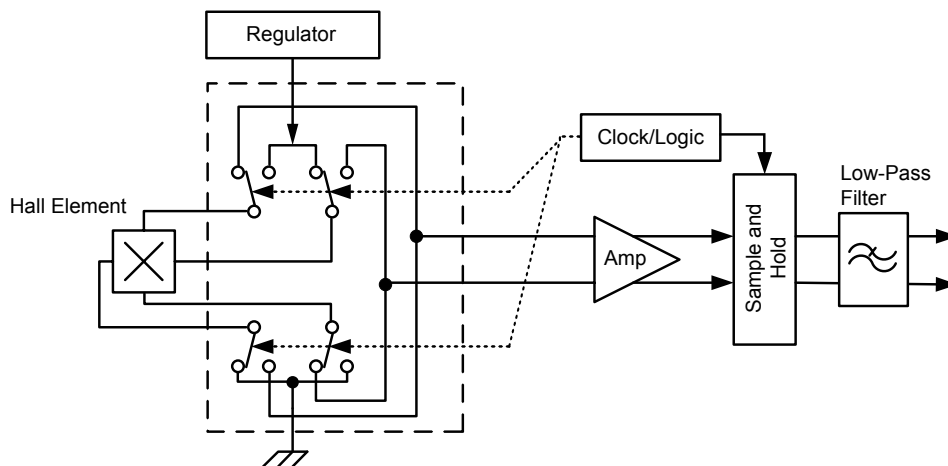 Regulator
Clock/Logic
Low-Pass
Filter
Hall Element
Amp
Sample and
Hold